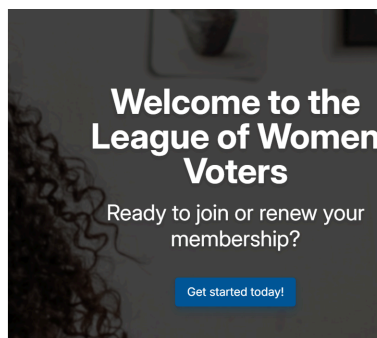 Welcome to the
League of Women
Voters
Ready to join or renew your
membership?
Get started today!